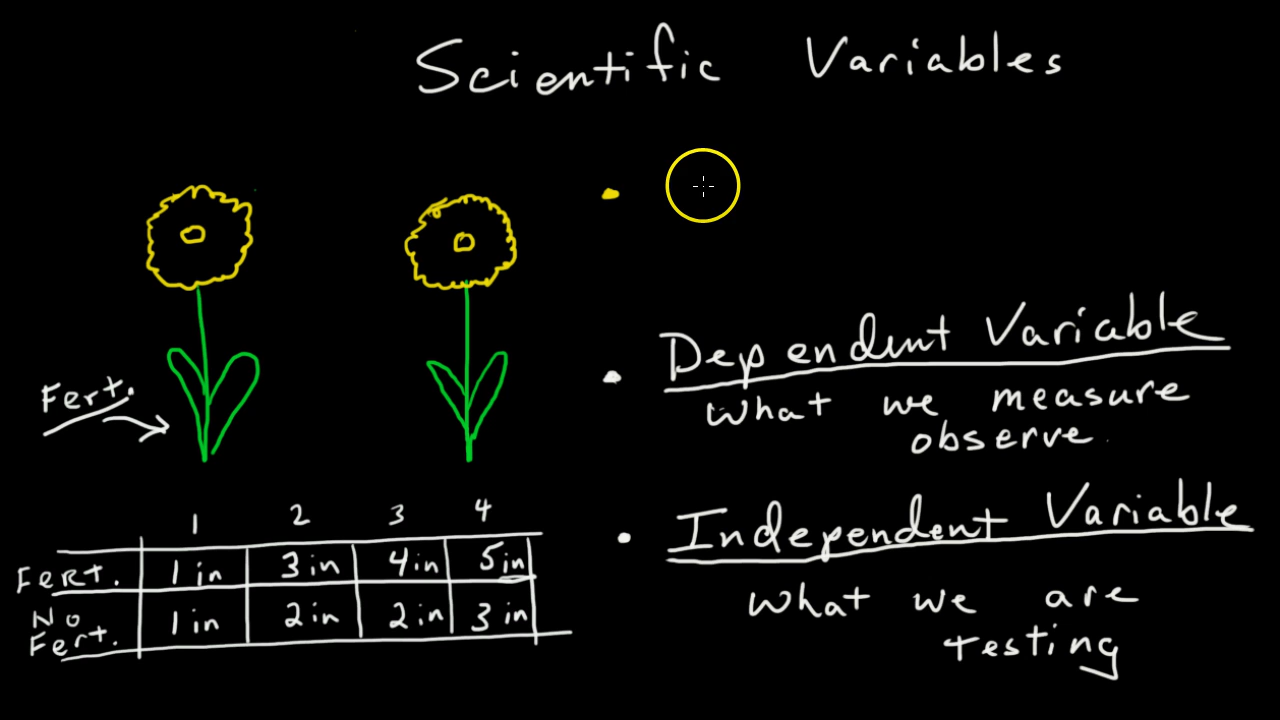 Scientific Variables
Fert.
Dependent Variable
what we measure
observe.
Independent Variable
what we are
testing
1 2 3 4
Fert. 1 in 3 in 4 in 5 in
No
Fert. 1 in 2 in 2 in 3 in